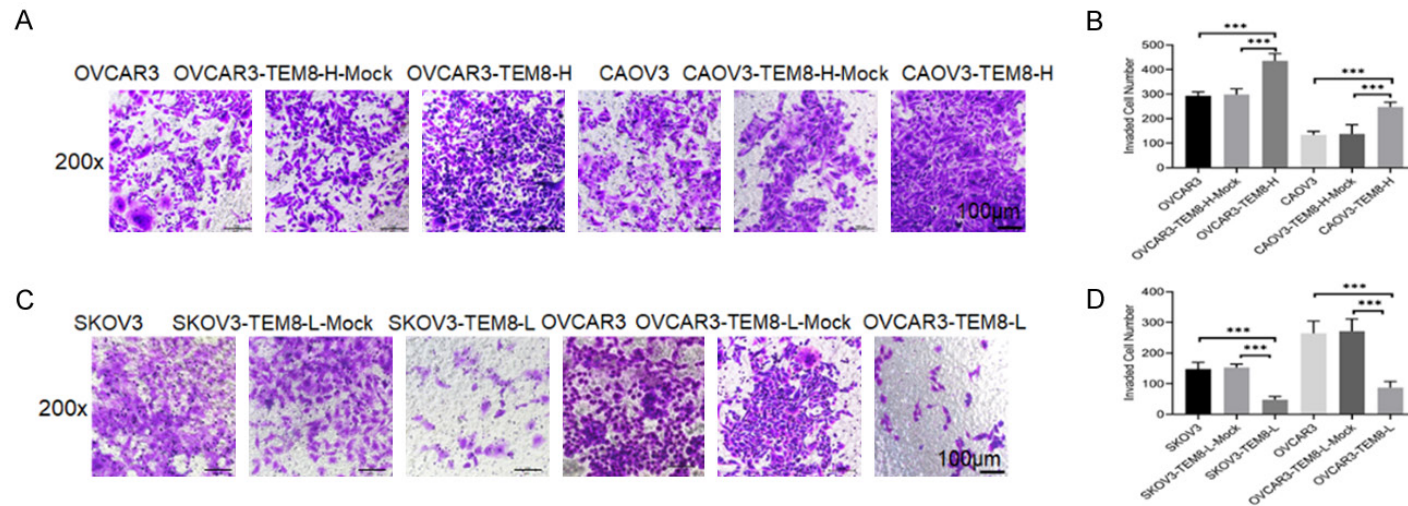 A
OVCAR3 OVCAR3-TEM8-H-Mock OVCAR3-TEM8-H CAOV3 CAOV3-TEM8-H-Mock CAOV3-TEM8-H
200x
100μm
B
Invaded Cell Number
500
400
300
200
100
0
***
***
***
***
OVCAR3
OVCAR3-TEM8-H-Mock
OVCAR3-TEM8-H
CAOV3
CAOV3-TEM8-H-Mock
CAOV3-TEM8-H
C
SKOV3 SKOV3-TEM8-L-Mock SKOV3-TEM8-L OVCAR3 OVCAR3-TEM8-L-Mock OVCAR3-TEM8-L
200x
100μm
D
Invaded Cell Number
400
300
200
100
0
***
***
***
***
SKOV3
SKOV3-TEM8-L-Mock
SKOV3-TEM8-L
OVCAR3
OVCAR3-TEM8-L-Mock
OVCAR3-TEM8-L